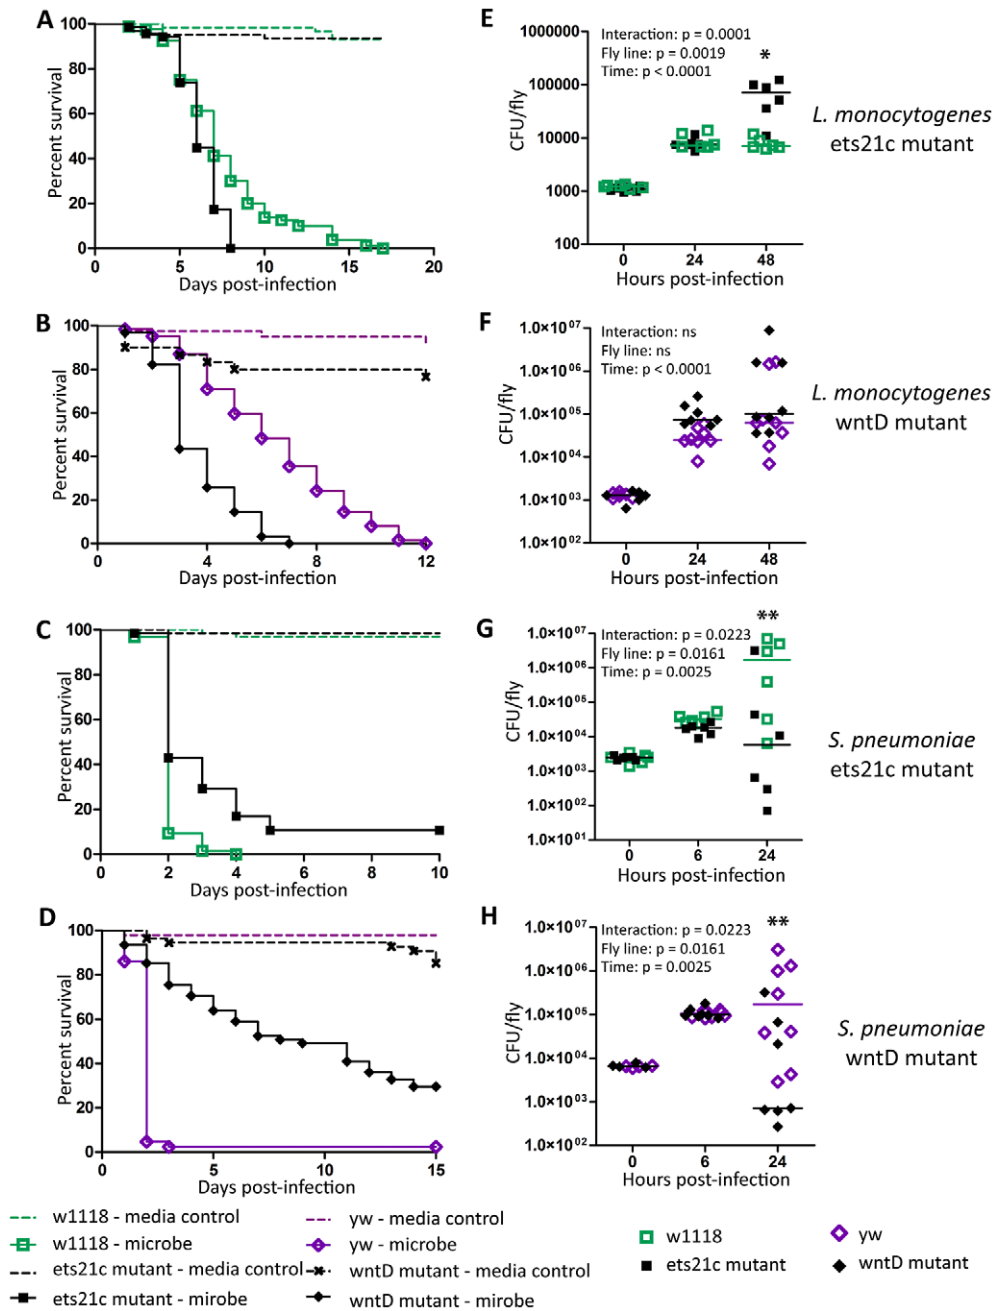 A
Percent survival
100
80
60
40
20
0
0 5 10 15 20
Days post-infection
E
Interaction: p = 0.0001
Fly line: p = 0.0019
Time: p < 0.0001
*
CFU/fly
1000000
100000
10000
1000
100
0 24 48
Hours post-infection
L. monocytogenes
ets21c mutant
B
Percent survival
100
80
60
40
20
0
0 4 8 12
Days post-infection
F
Interaction: ns
Fly line: ns
Time: p < 0.0001
CFU/fly
1.0×10⁰⁷
1.0×10⁰⁶
1.0×10⁰⁵
1.0×10⁰⁴
1.0×10⁰³
1.0×10⁰²
0 24 48
Hours post-infection
L. monocytogenes
wntD mutant
C
Percent survival
100
80
60
40
20
0
0 2 4 6 8 10
Days post-infection
G
Interaction: p = 0.0223
Fly line: p = 0.0161
Time: p = 0.0025
**
CFU/fly
1.0×10⁰⁷
1.0×10⁰⁶
1.0×10⁰⁵
1.0×10⁰⁴
1.0×10⁰³
1.0×10⁰²
1.0×10⁰¹
0 6 24
Hours post-infection
S. pneumoniae
ets21c mutant
D
Percent survival
100
80
60
40
20
0
0 5 10 15
Days post-infection
H
Interaction: p = 0.0223
Fly line: p = 0.0161
Time: p = 0.0025
**
CFU/fly
1.0×10⁰⁷
1.0×10⁰⁶
1.0×10⁰⁵
1.0×10⁰⁴
1.0×10⁰³
1.0×10⁰²
0 6 24
Hours post-infection
S. pneumoniae
wntD mutant
w1118 - media control
w1118 - microbe
ets21c mutant - media control
ets21c mutant - mirobe
yw - media control
yw - microbe
wntD mutant - media control
wntD mutant - mirobe
w1118
ets21c mutant
yw
wntD mutant